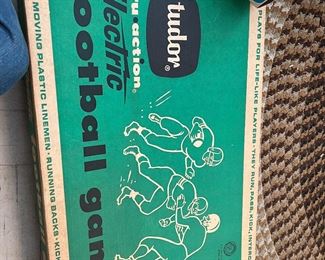 tudor
tru·action®
electric
football game
MOVING PLASTIC LINEMEN · RUNNING BACKS · KICK
PLAYS FOR LIFE-LIKE PLAYERS · THEY RUN, PASS, KICK, INTER